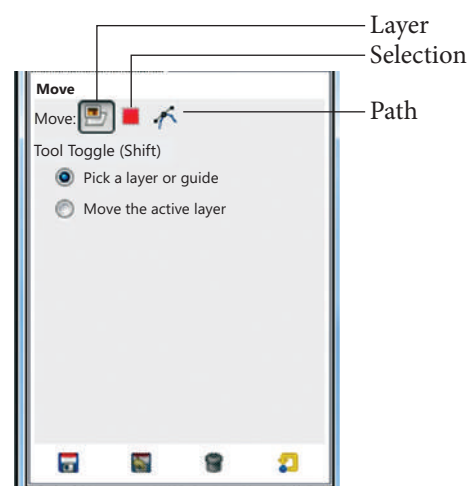 Layer
Selection
Move
Move:
Path
Tool Toggle (Shift)
Pick a layer or guide
Move the active layer